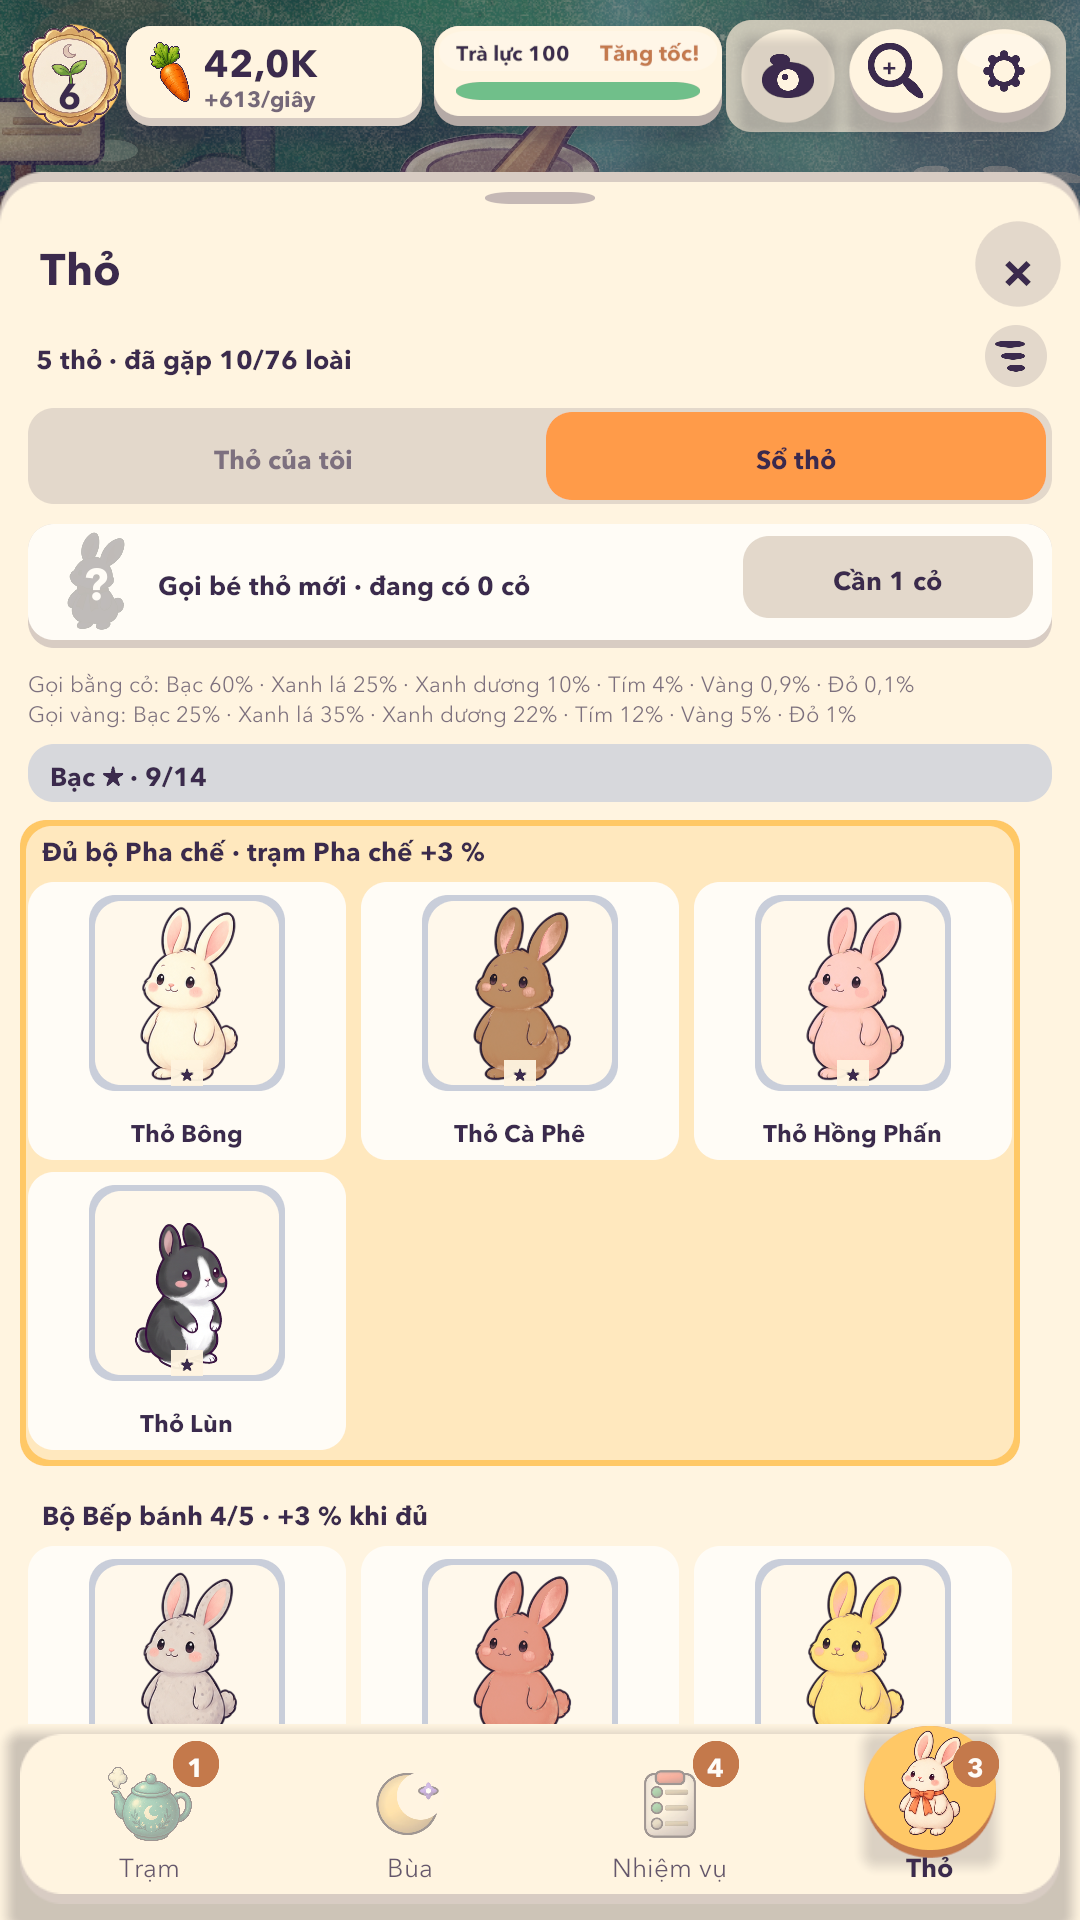 6
42,0K
+613/giây
Trà lực 100
Tăng tốc!
Thỏ
5 thỏ · đã gặp 10/76 loài
Thỏ của tôi
Sổ thỏ
?
Gọi bé thỏ mới · đang có 0 cỏ
Cần 1 cỏ
Gọi bằng cỏ: Bạc 60% · Xanh lá 25% · Xanh dương 10% · Tím 4% · Vàng 0,9% · Đỏ 0,1%
Gọi vàng: Bạc 25% · Xanh lá 35% · Xanh dương 22% · Tím 12% · Vàng 5% · Đỏ 1%
Bạc ★ · 9/14
Đủ bộ Pha chế · trạm Pha chế +3 %
Thỏ Bông
Thỏ Cà Phê
Thỏ Hồng Phấn
Thỏ Lùn
Bộ Bếp bánh 4/5 · +3 % khi đủ
1
4
3
Trạm
Bùa
Nhiệm vụ
Thỏ